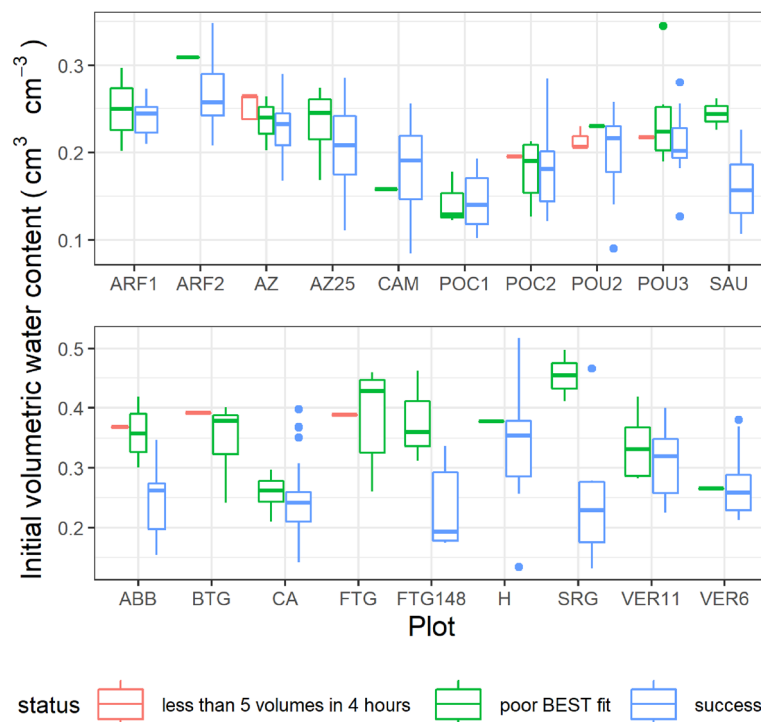 Initial volumetric water content ( cm³ cm⁻³ )
0.3
0.2
0.1
ARF1 ARF2 AZ AZ25 CAM POC1 POC2 POU2 POU3 SAU
0.5
0.4
0.3
0.2
ABB BTG CA FTG FTG148 H SRG VER11 VER6
Plot
status less than 5 volumes in 4 hours poor BEST fit success